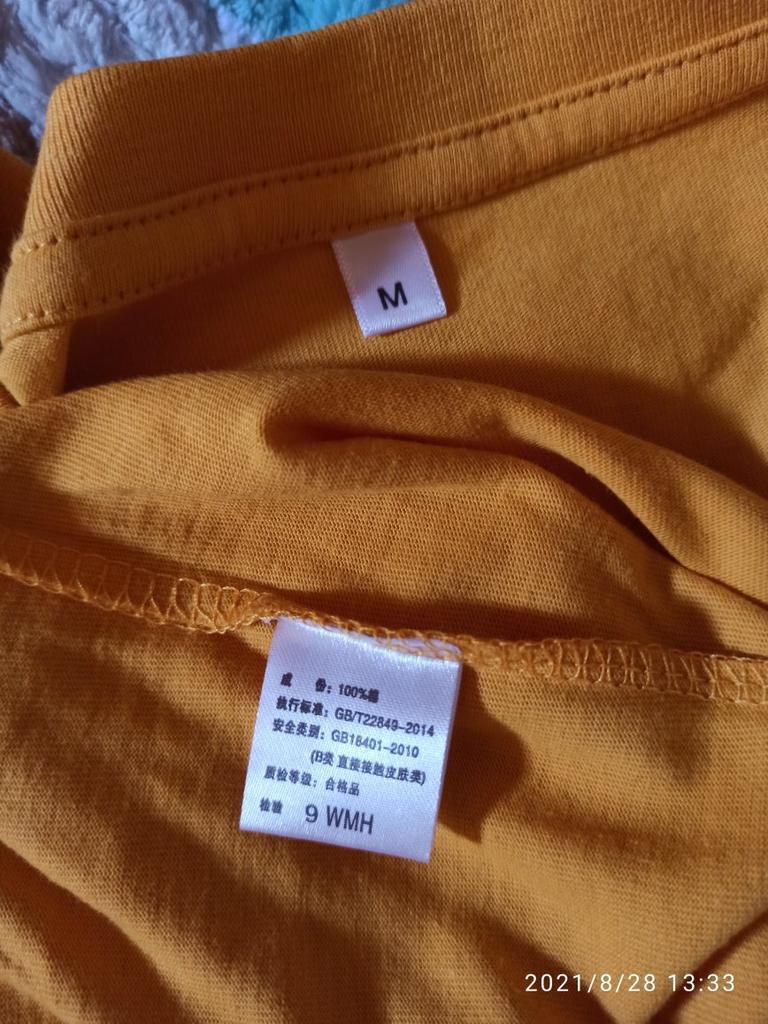 M
成 份：100%棉
执行标准：GB/T22849-2014
安全类别：GB18401-2010
(B类 直接接触皮肤类)
质检等级：合格品
检验 9 WMH
2021/8/28 13:33